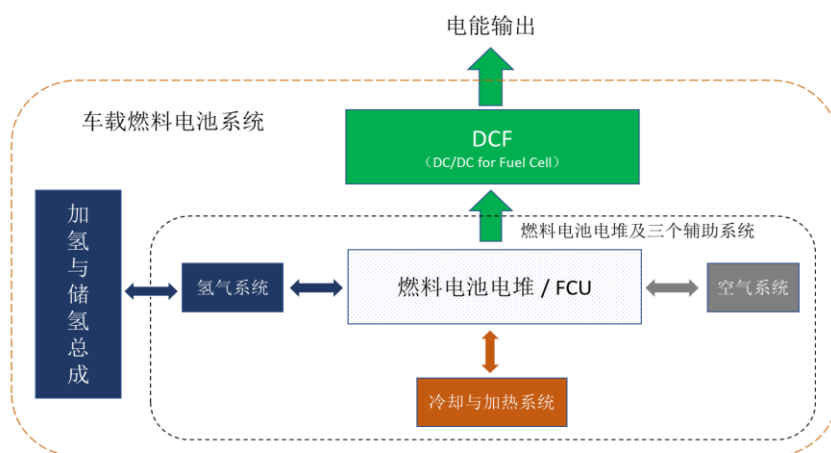 电能输出
车载燃料电池系统
DCF
（DC/DC for Fuel Cell）
加氢与储氢总成
燃料电池电堆及三个辅助系统
氢气系统
燃料电池电堆 / FCU
空气系统
冷却与加热系统